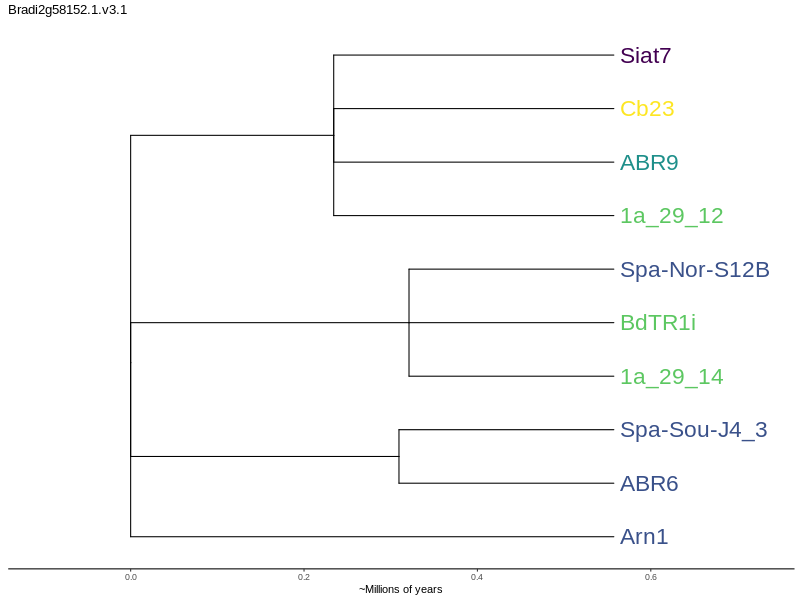 Bradi2g58152.1.v3.1
Siat7
Cb23
ABR9
1a_29_12
Spa-Nor-S12B
BdTR1i
1a_29_14
Spa-Sou-J4_3
ABR6
Arn1
0.0 0.2 0.4 0.6
~Millions of years